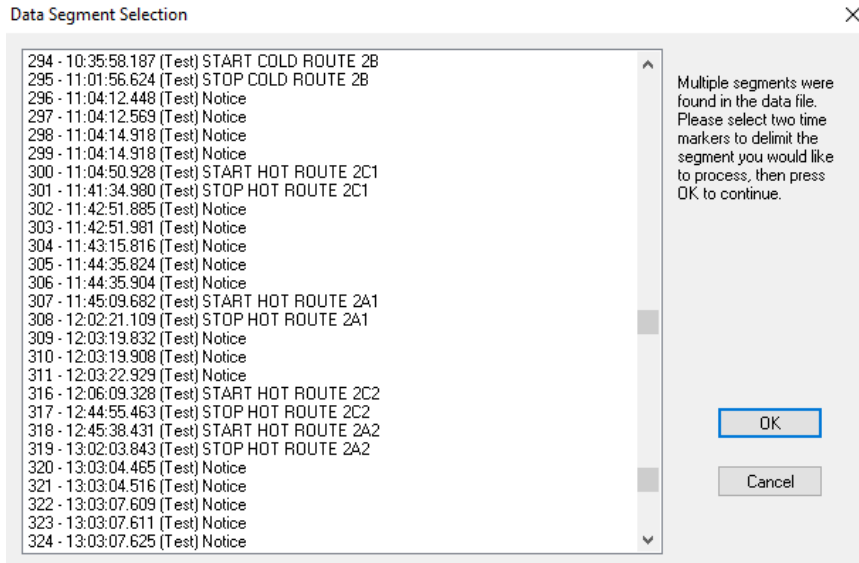 Data Segment Selection
294 - 10:35:58.187 (Test) START COLD ROUTE 2B
295 - 11:01:56.624 (Test) STOP COLD ROUTE 2B
296 - 11:04:12.448 (Test) Notice
297 - 11:04:12.569 (Test) Notice
298 - 11:04:14.918 (Test) Notice
299 - 11:04:14.918 (Test) Notice
300 - 11:04:50.928 (Test) START HOT ROUTE 2C1
301 - 11:41:34.980 (Test) STOP HOT ROUTE 2C1
302 - 11:42:51.885 (Test) Notice
303 - 11:42:51.981 (Test) Notice
304 - 11:43:15.816 (Test) Notice
305 - 11:44:35.824 (Test) Notice
306 - 11:44:35.904 (Test) Notice
307 - 11:45:09.682 (Test) START HOT ROUTE 2A1
308 - 12:02:21.109 (Test) STOP HOT ROUTE 2A1
309 - 12:03:19.832 (Test) Notice
310 - 12:03:19.908 (Test) Notice
311 - 12:03:22.929 (Test) Notice
316 - 12:06:09.328 (Test) START HOT ROUTE 2C2
317 - 12:44:55.463 (Test) STOP HOT ROUTE 2C2
318 - 12:45:38.431 (Test) START HOT ROUTE 2A2
319 - 13:02:03.843 (Test) STOP HOT ROUTE 2A2
320 - 13:03:04.465 (Test) Notice
321 - 13:03:04.516 (Test) Notice
322 - 13:03:07.609 (Test) Notice
323 - 13:03:07.611 (Test) Notice
324 - 13:03:07.625 (Test) Notice
Multiple segments were
found in the data file.
Please select two time
markers to delimit the
segment you would like
to process, then press
OK to continue.
OK
Cancel